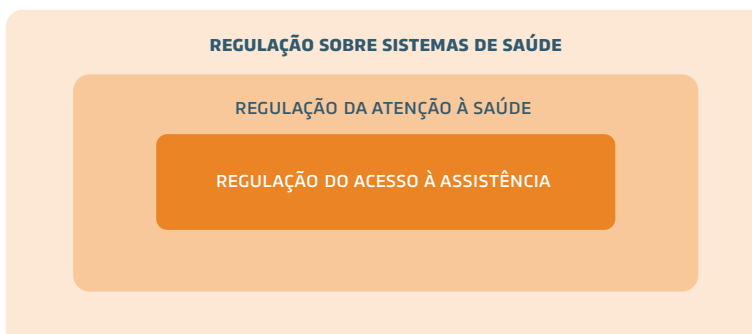 REGULAÇÃO SOBRE SISTEMAS DE SAÚDE
REGULAÇÃO DA ATENÇÃO À SAÚDE
REGULAÇÃO DO ACESSO À ASSISTÊNCIA